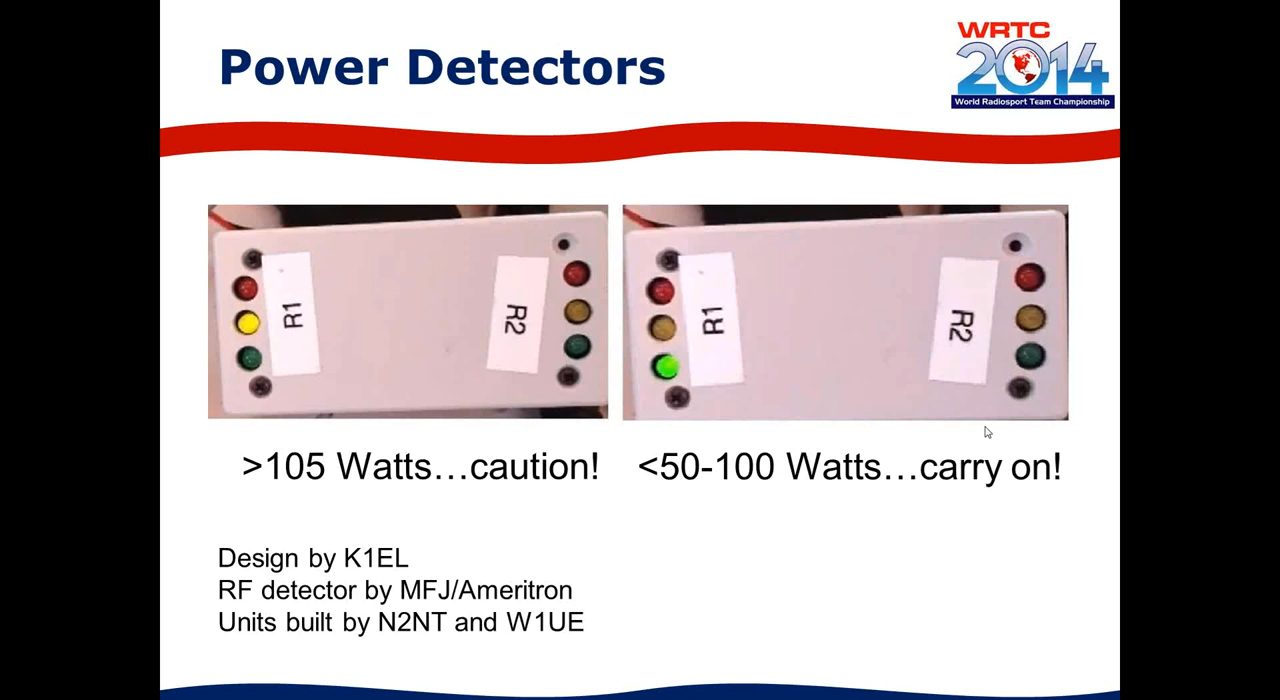 Power Detectors
WRTC
2014
World Radiosport Team Championship
R1
R2
R1
R2
>105 Watts…caution!
<50-100 Watts…carry on!
Design by K1EL
RF detector by MFJ/Ameritron
Units built by N2NT and W1UE